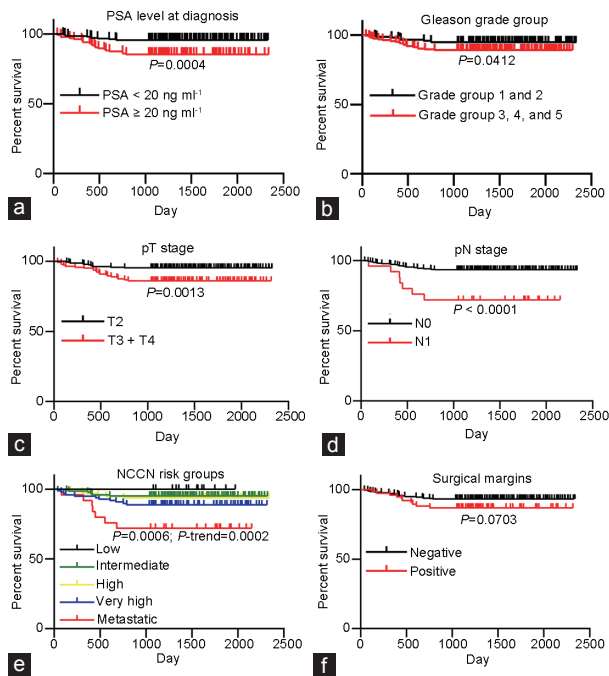 PSA level at diagnosis
Percent survival
100
50
0
P=0.0004
PSA < 20 ng ml-1
PSA ≥ 20 ng ml-1
0 500 1000 1500 2000 2500
Day
a
Gleason grade group
Percent survival
100
50
0
P=0.0412
Grade group 1 and 2
Grade group 3, 4, and 5
0 500 1000 1500 2000 2500
Day
b
pT stage
Percent survival
100
50
0
P=0.0013
T2
T3 + T4
0 500 1000 1500 2000 2500
Day
c
pN stage
Percent survival
100
50
0
P < 0.0001
N0
N1
0 500 1000 1500 2000 2500
Day
d
NCCN risk groups
Percent survival
100
50
0
P=0.0006; P-trend=0.0002
Low
Intermediate
High
Very high
Metastatic
0 500 1000 1500 2000 2500
Day
e
Surgical margins
Percent survival
100
50
0
P=0.0703
Negative
Positive
0 500 1000 1500 2000 2500
Day
f